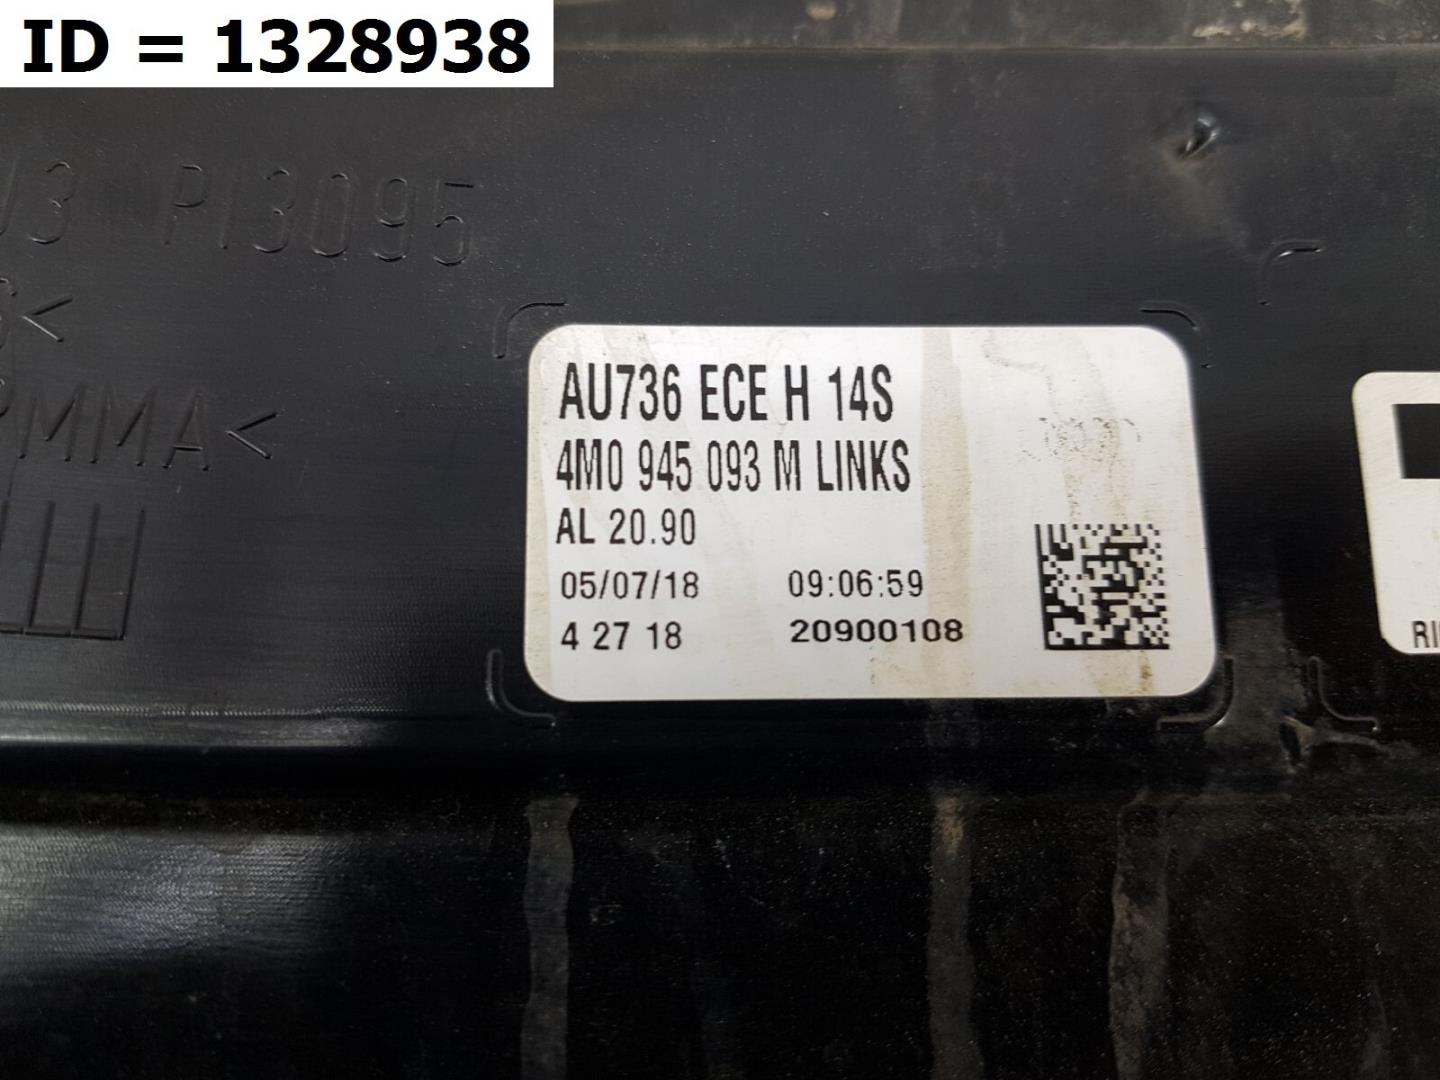 ID = 1328938
PI3095
PMMA<
AU736 ECE H 14S
4M0 945 093 M LINKS
AL 20.90
05/07/18 09:06:59
4 27 18 20900108